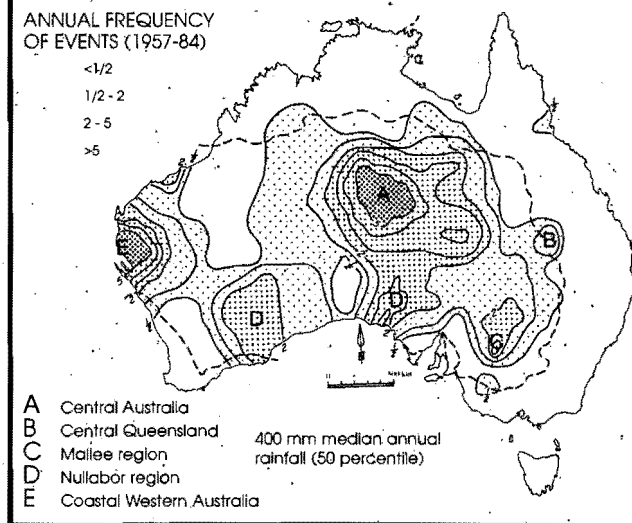 ANNUAL FREQUENCY
OF EVENTS (1957-84)
<1/2
1/2 - 2
2 - 5
>5
A
E
B
D
D
C
A Central Australia
B Central Queensland
C Mallee region
D Nullabor region
E Coastal Western Australia
400 mm median annual
rainfall (50 percentile)